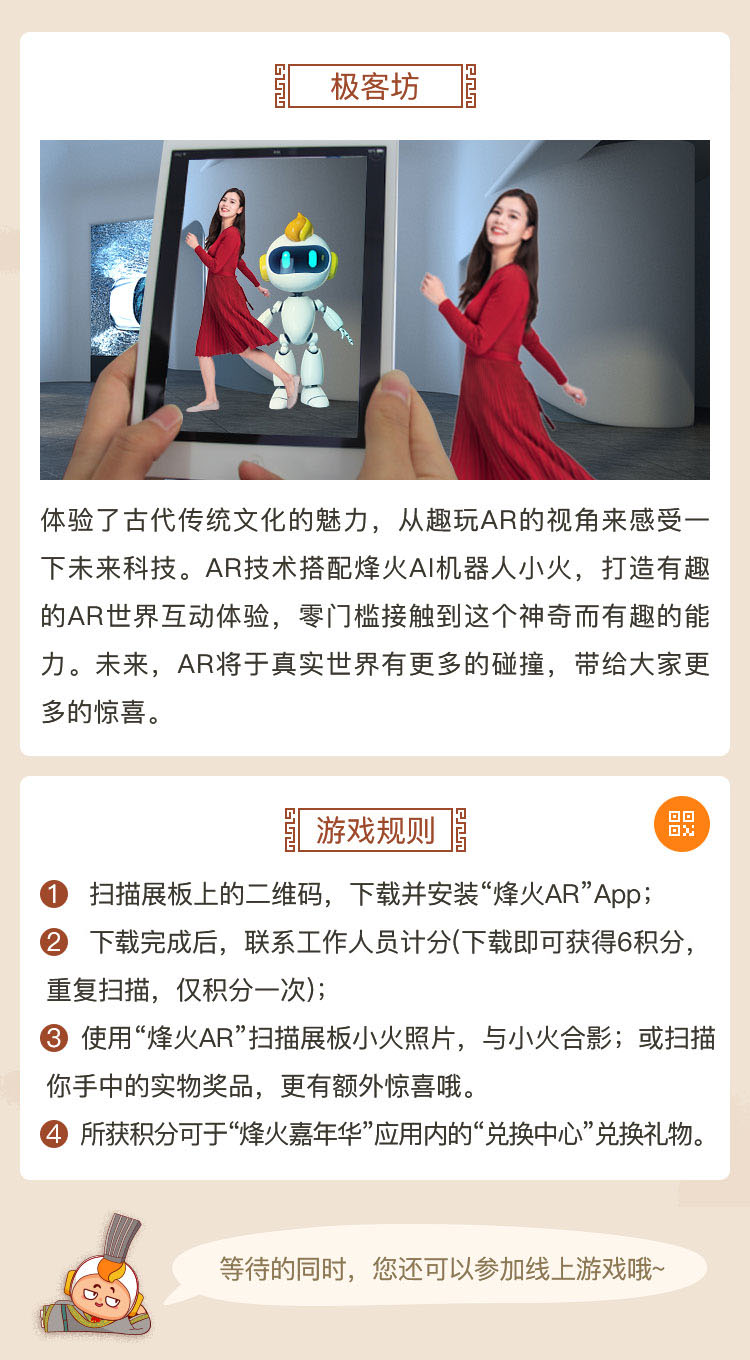 极客坊
体验了古代传统文化的魅力，从趣玩AR的视角来感受一
下未来科技。AR技术搭配烽火AI机器人小火，打造有趣
的AR世界互动体验，零门槛接触到这个神奇而有趣的能
力。未来，AR将于真实世界有更多的碰撞，带给大家更
多的惊喜。
游戏规则
1 扫描展板上的二维码，下载并安装“烽火AR”App；
2 下载完成后，联系工作人员计分(下载即可获得6积分，
重复扫描，仅积分一次)；
3 使用“烽火AR”扫描展板小火照片，与小火合影；或扫描
你手中的实物奖品，更有额外惊喜哦。
4 所获积分可于“烽火嘉年华”应用内的“兑换中心”兑换礼物。
等待的同时，您还可以参加线上游戏哦~